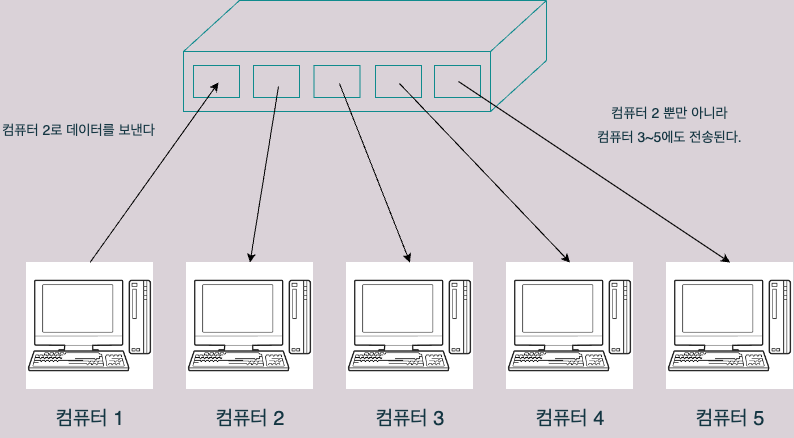 컴퓨터 2로 데이터를 보낸다
컴퓨터 2 뿐만 아니라
컴퓨터 3~5에도 전송된다.
컴퓨터 1
컴퓨터 2
컴퓨터 3
컴퓨터 4
컴퓨터 5